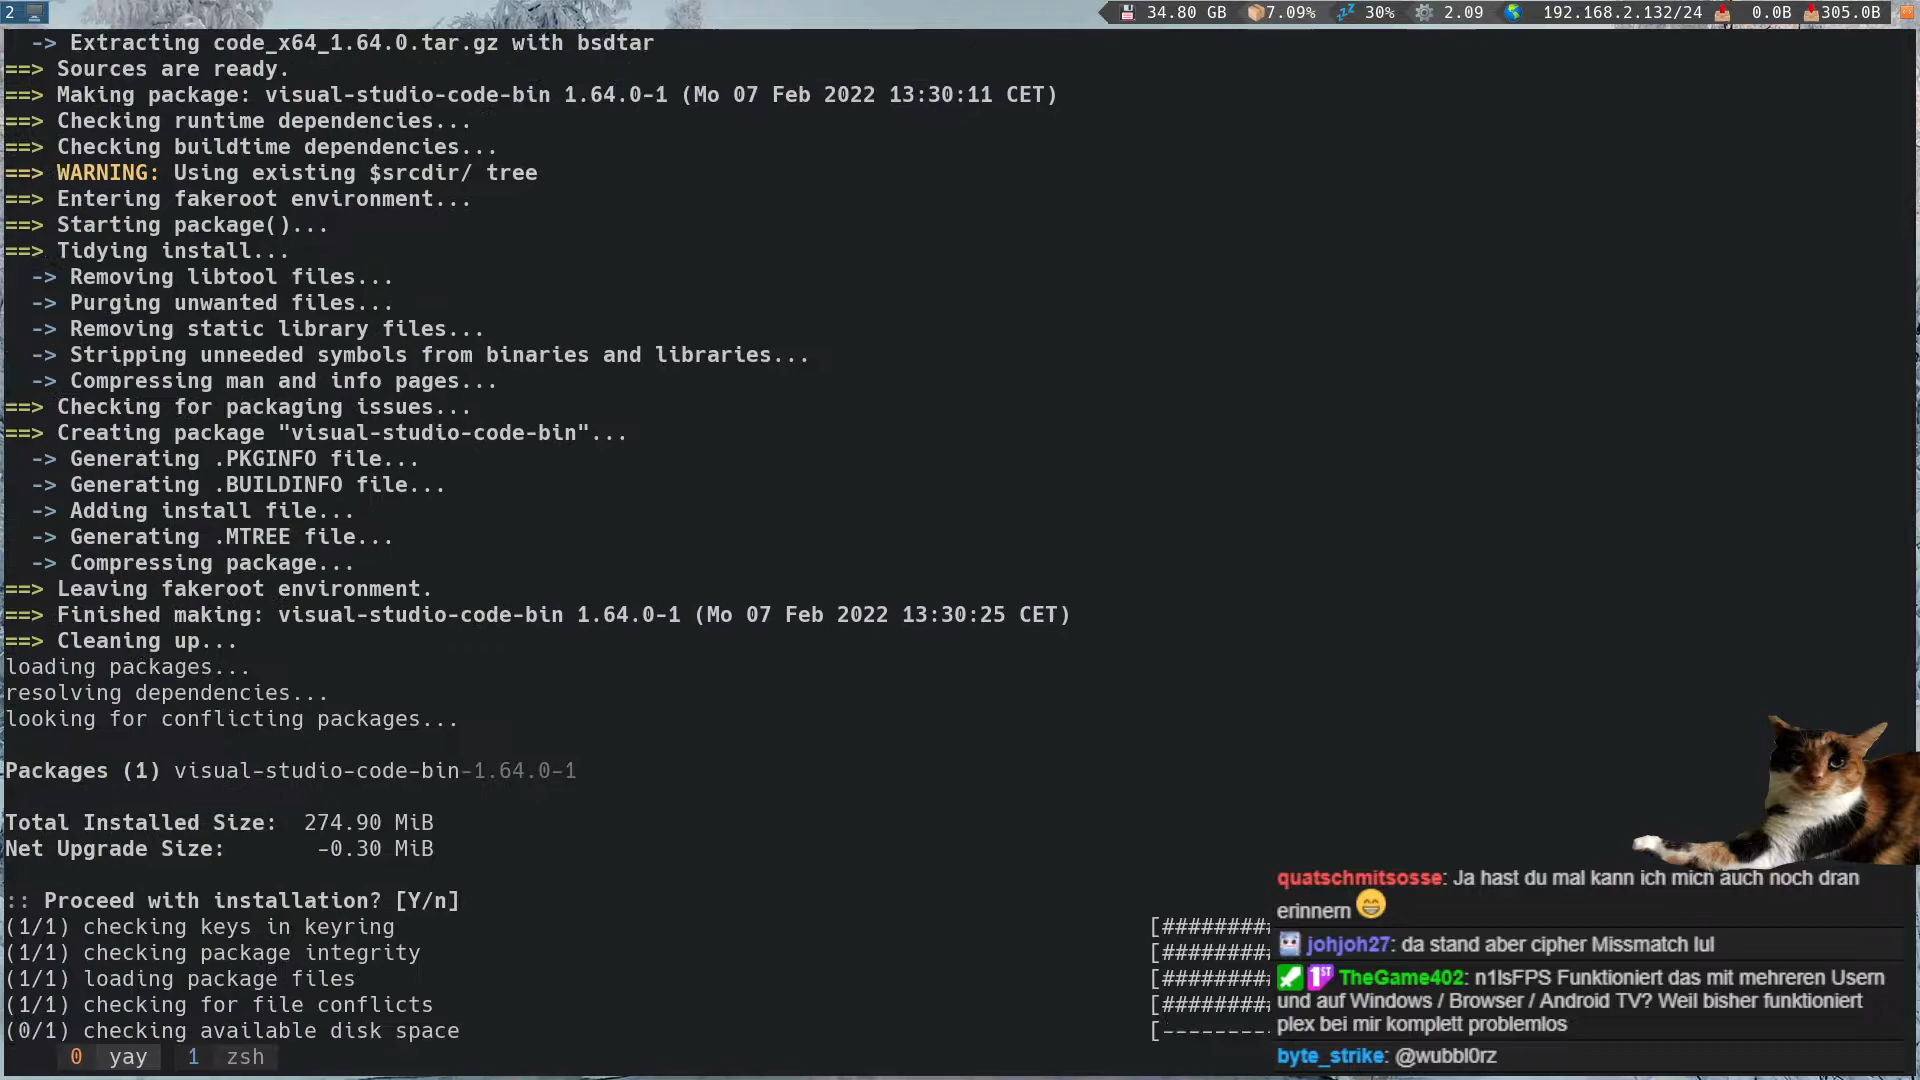 2 34.80 GB 7.09% 30% 2.09 192.168.2.132/24 0.0B 305.0B
-> Extracting code_x64_1.64.0.tar.gz with bsdtar
==> Sources are ready.
==> Making package: visual-studio-code-bin 1.64.0-1 (Mo 07 Feb 2022 13:30:11 CET)
==> Checking runtime dependencies...
==> Checking buildtime dependencies...
==> WARNING: Using existing $srcdir/ tree
==> Entering fakeroot environment...
==> Starting package()...
==> Tidying install...
-> Removing libtool files...
-> Purging unwanted files...
-> Removing static library files...
-> Stripping unneeded symbols from binaries and libraries...
-> Compressing man and info pages...
==> Checking for packaging issues...
==> Creating package "visual-studio-code-bin"...
-> Generating .PKGINFO file...
-> Generating .BUILDINFO file...
-> Adding install file...
-> Generating .MTREE file...
-> Compressing package...
==> Leaving fakeroot environment.
==> Finished making: visual-studio-code-bin 1.64.0-1 (Mo 07 Feb 2022 13:30:25 CET)
==> Cleaning up...
loading packages...
resolving dependencies...
looking for conflicting packages...
Packages (1) visual-studio-code-bin-1.64.0-1
Total Installed Size: 274.90 MiB
Net Upgrade Size: -0.30 MiB
:: Proceed with installation? [Y/n]
(1/1) checking keys in keyring [########
(1/1) checking package integrity [########
(1/1) loading package files [########
(1/1) checking for file conflicts [########
(0/1) checking available disk space [--------
0 yay 1 zsh
quatschmitsosse: Ja hast du mal kann ich mich auch noch dran
erinnern 😁
johjoh27: da stand aber cipher Missmatch lul
1ST TheGame402: n1lsFPS Funktioniert das mit mehreren Usern
und auf Windows / Browser / Android TV? Weil bisher funktioniert
plex bei mir komplett problemlos
byte_strike: @wubbl0rz